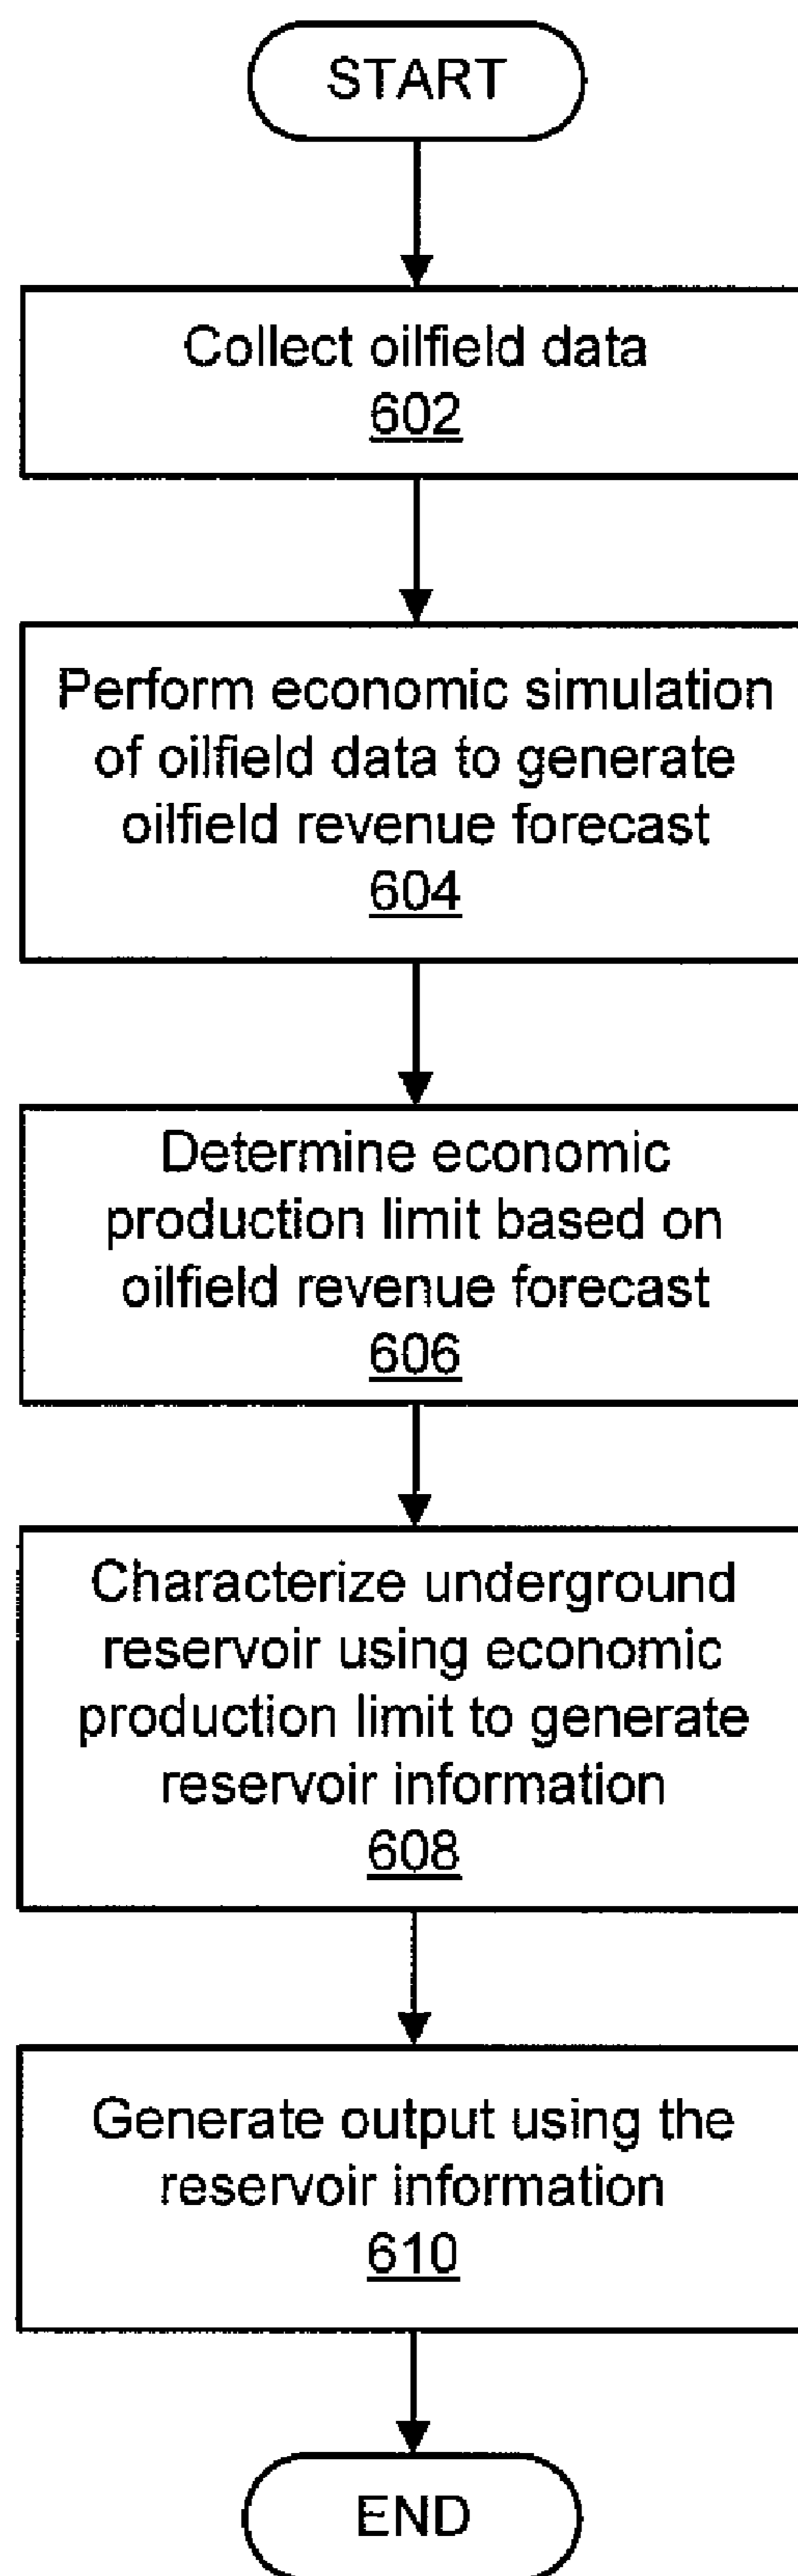 START
Collect oilfield data
602
Perform economic simulation
of oilfield data to generate
oilfield revenue forecast
604
Determine economic
production limit based on
oilfield revenue forecast
606
Characterize underground
reservoir using economic
production limit to generate
reservoir information
608
Generate output using the
reservoir information
610
END